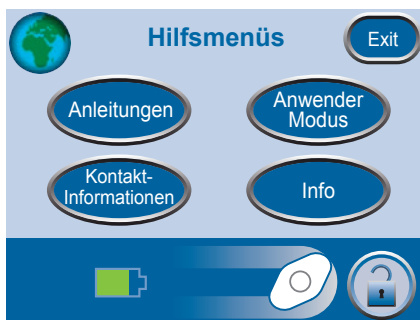 Hilfsmenüs
Exit
Anleitungen
Anwender
Modus
Kontakt-
Informationen
Info